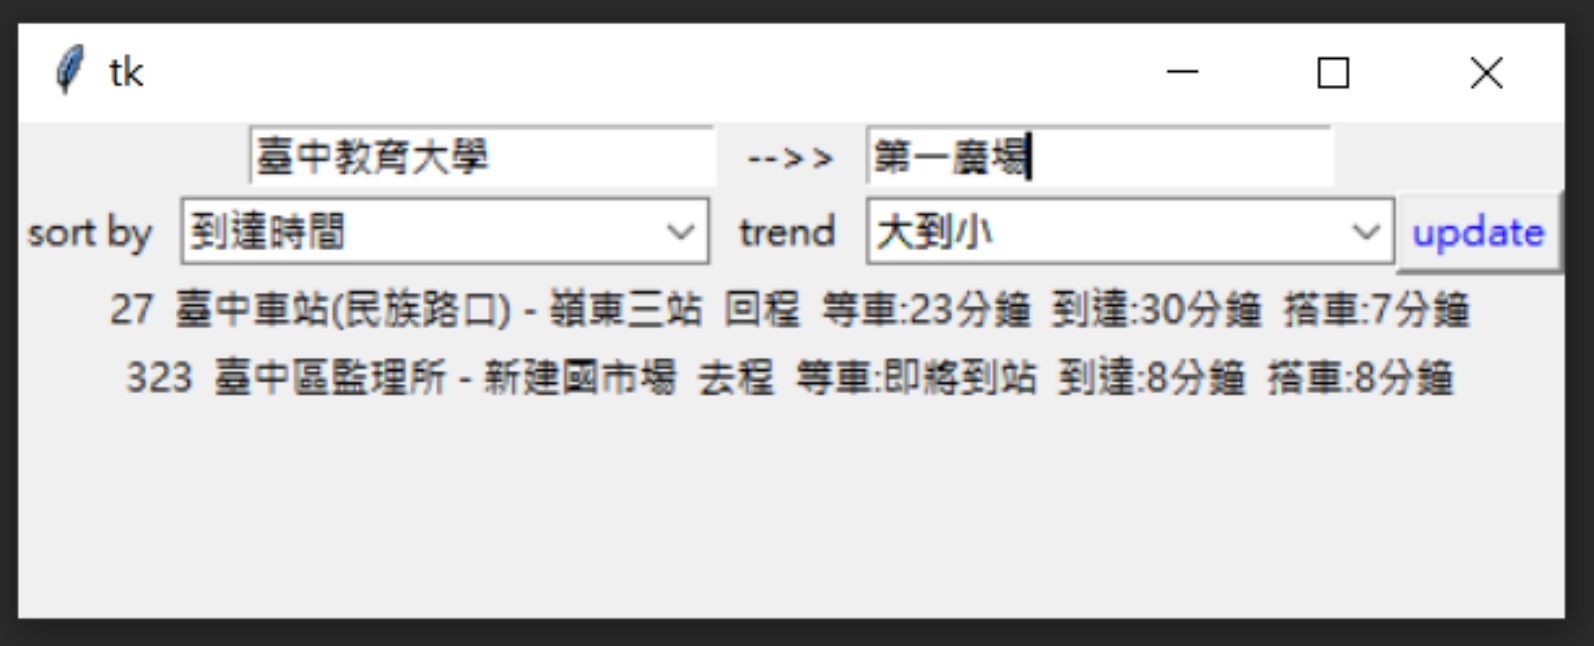 tk
臺中教育大學 -->> 第一廣場
sort by 到達時間 trend 大到小 update
27 臺中車站(民族路口) - 嶺東三站 回程 等車:23分鐘 到達:30分鐘 搭車:7分鐘
323 臺中區監理所 - 新建國市場 去程 等車:即將到站 到達:8分鐘 搭車:8分鐘